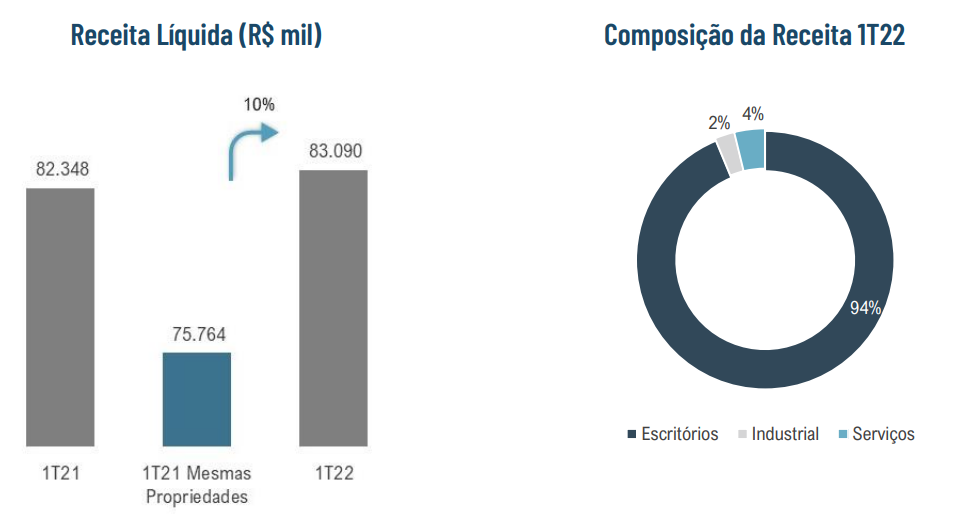 Receita Líquida (R$ mil)
10%
82.348
75.764
83.090
1T21
1T21 Mesmas
Propriedades
1T22
Composição da Receita 1T22
2%
4%
94%
Escritórios
Industrial
Serviços